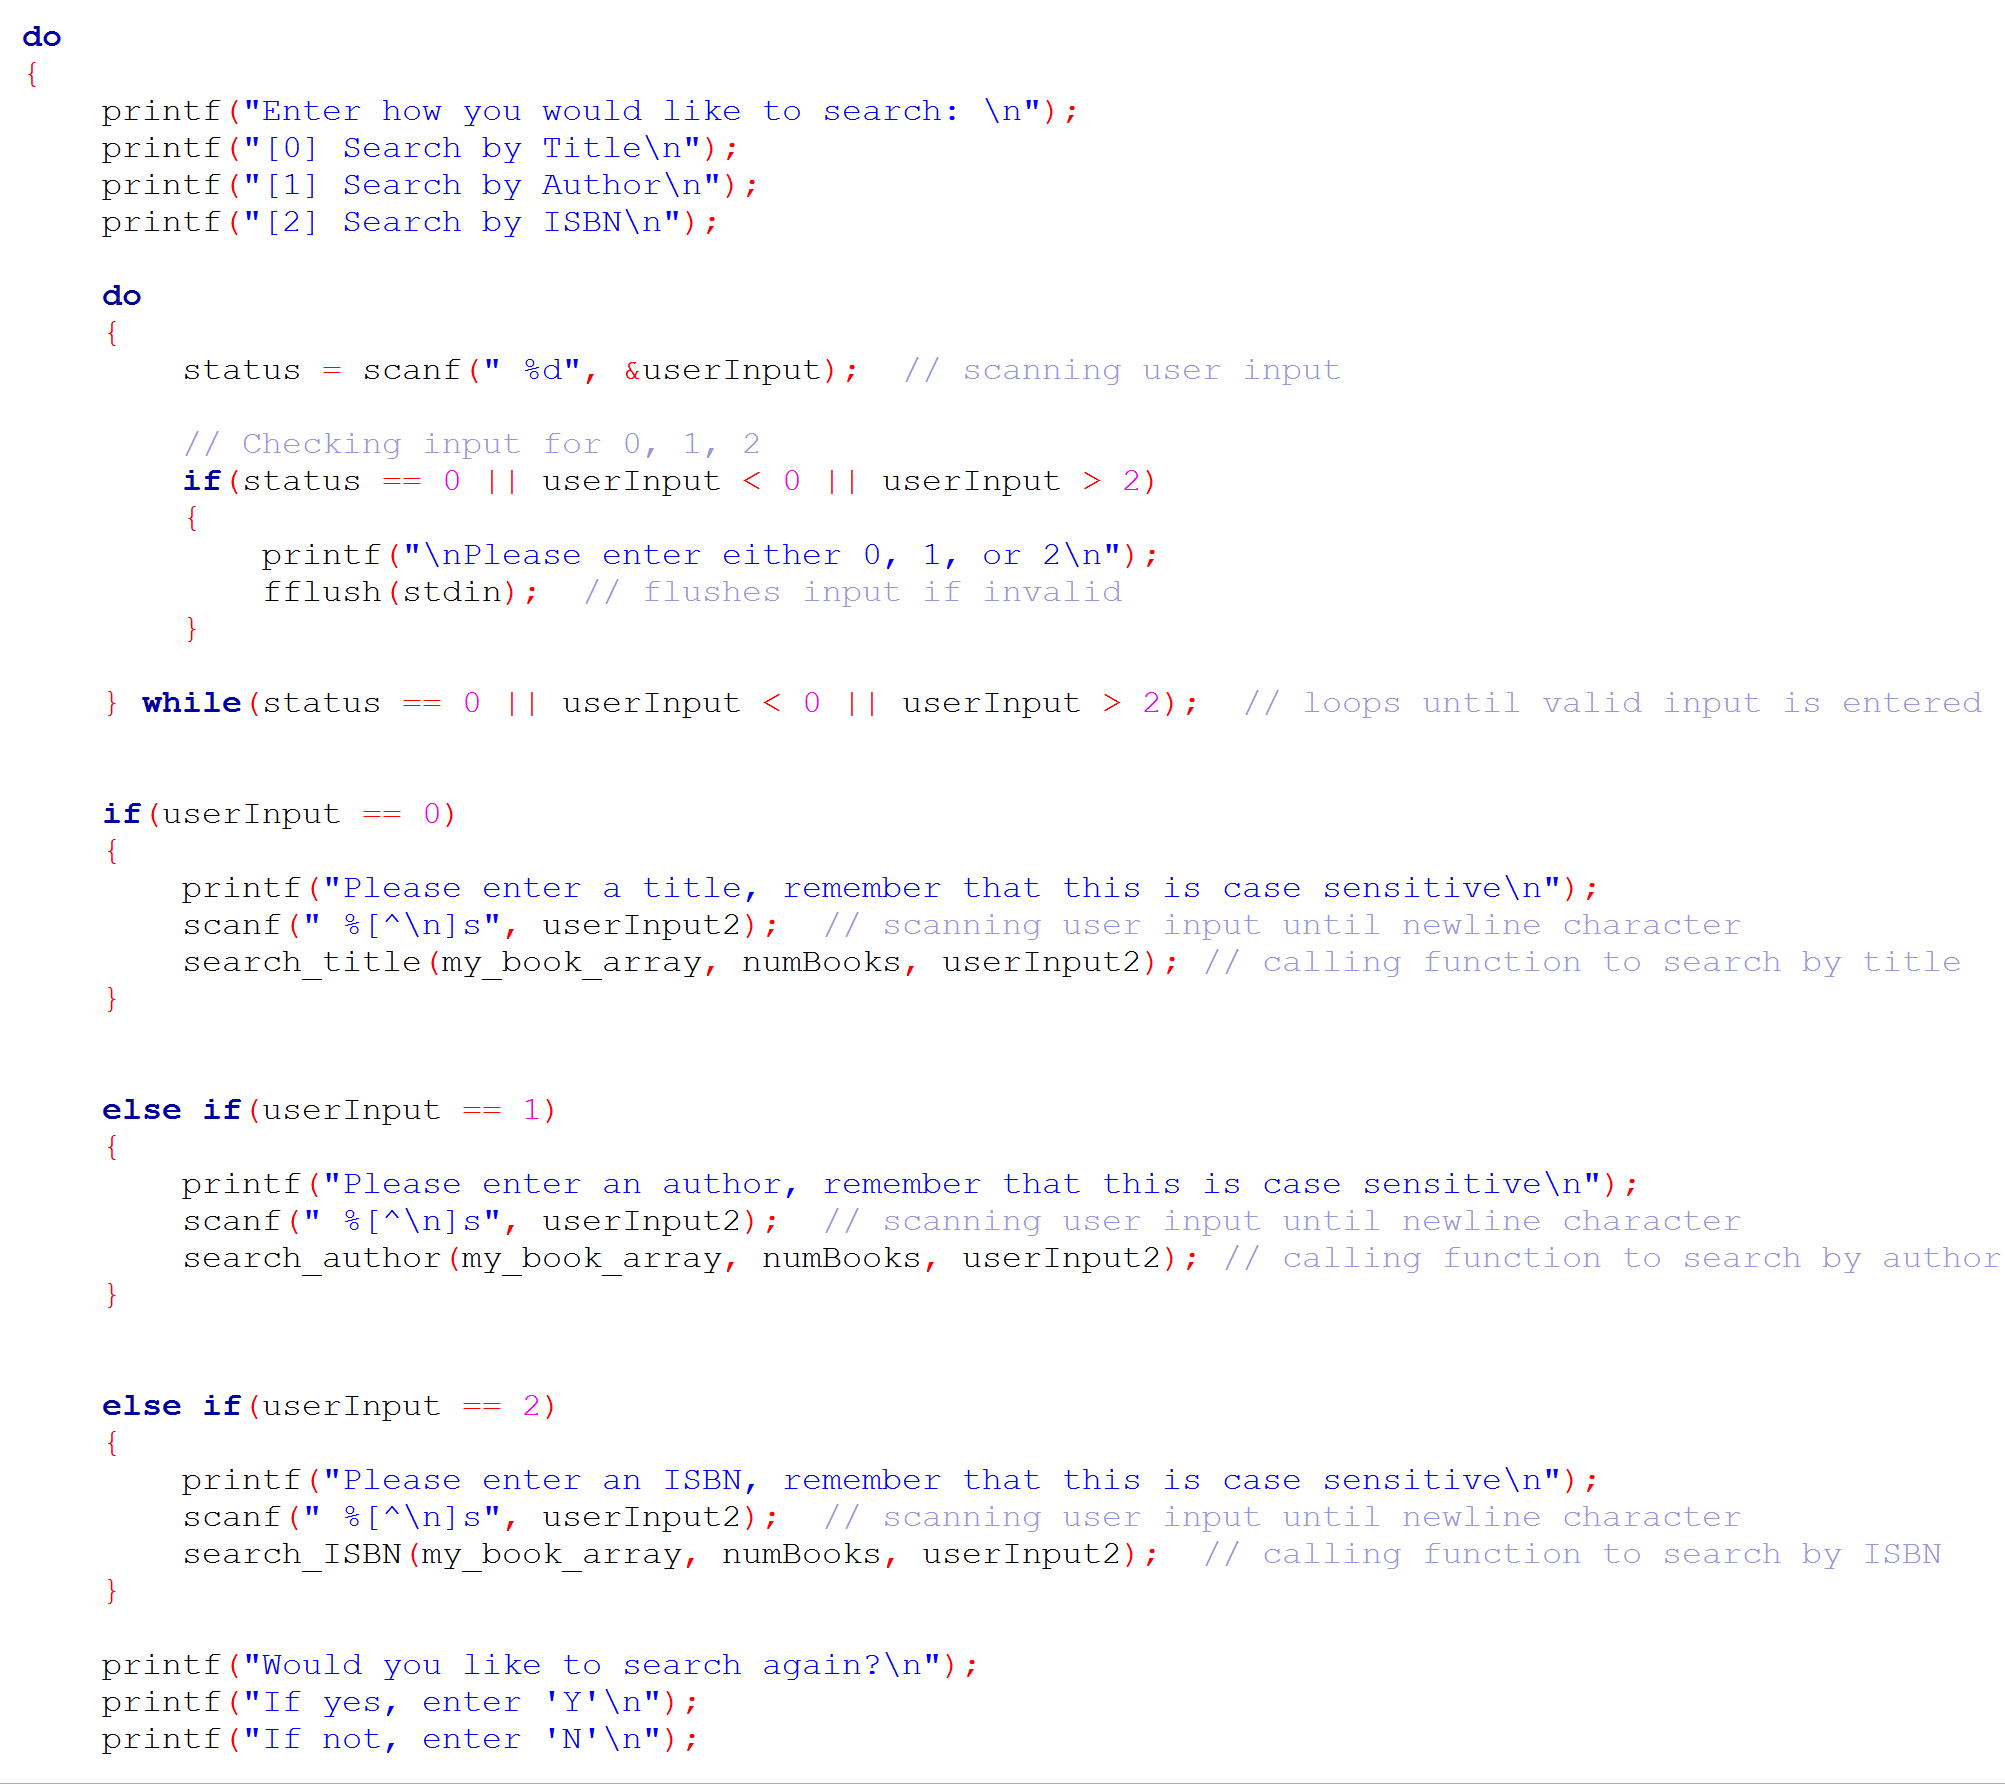 do
{
    printf("Enter how you would like to search: \n");
    printf("[0] Search by Title\n");
    printf("[1] Search by Author\n");
    printf("[2] Search by ISBN\n");

    do
    {
        status = scanf(" %d", &userInput);  // scanning user input

        // Checking input for 0, 1, 2
        if(status == 0 || userInput < 0 || userInput > 2)
        {
            printf("\nPlease enter either 0, 1, or 2\n");
            fflush(stdin);  // flushes input if invalid
        }

    } while(status == 0 || userInput < 0 || userInput > 2);  // loops until valid input is entered


    if(userInput == 0)
    {
        printf("Please enter a title, remember that this is case sensitive\n");
        scanf(" %[^\n]s", userInput2);  // scanning user input until newline character
        search_title(my_book_array, numBooks, userInput2); // calling function to search by title
    }


    else if(userInput == 1)
    {
        printf("Please enter an author, remember that this is case sensitive\n");
        scanf(" %[^\n]s", userInput2);  // scanning user input until newline character
        search_author(my_book_array, numBooks, userInput2); // calling function to search by author
    }


    else if(userInput == 2)
    {
        printf("Please enter an ISBN, remember that this is case sensitive\n");
        scanf(" %[^\n]s", userInput2);  // scanning user input until newline character
        search_ISBN(my_book_array, numBooks, userInput2);  // calling function to search by ISBN
    }

    printf("Would you like to search again?\n");
    printf("If yes, enter 'Y'\n");
    printf("If not, enter 'N'\n");